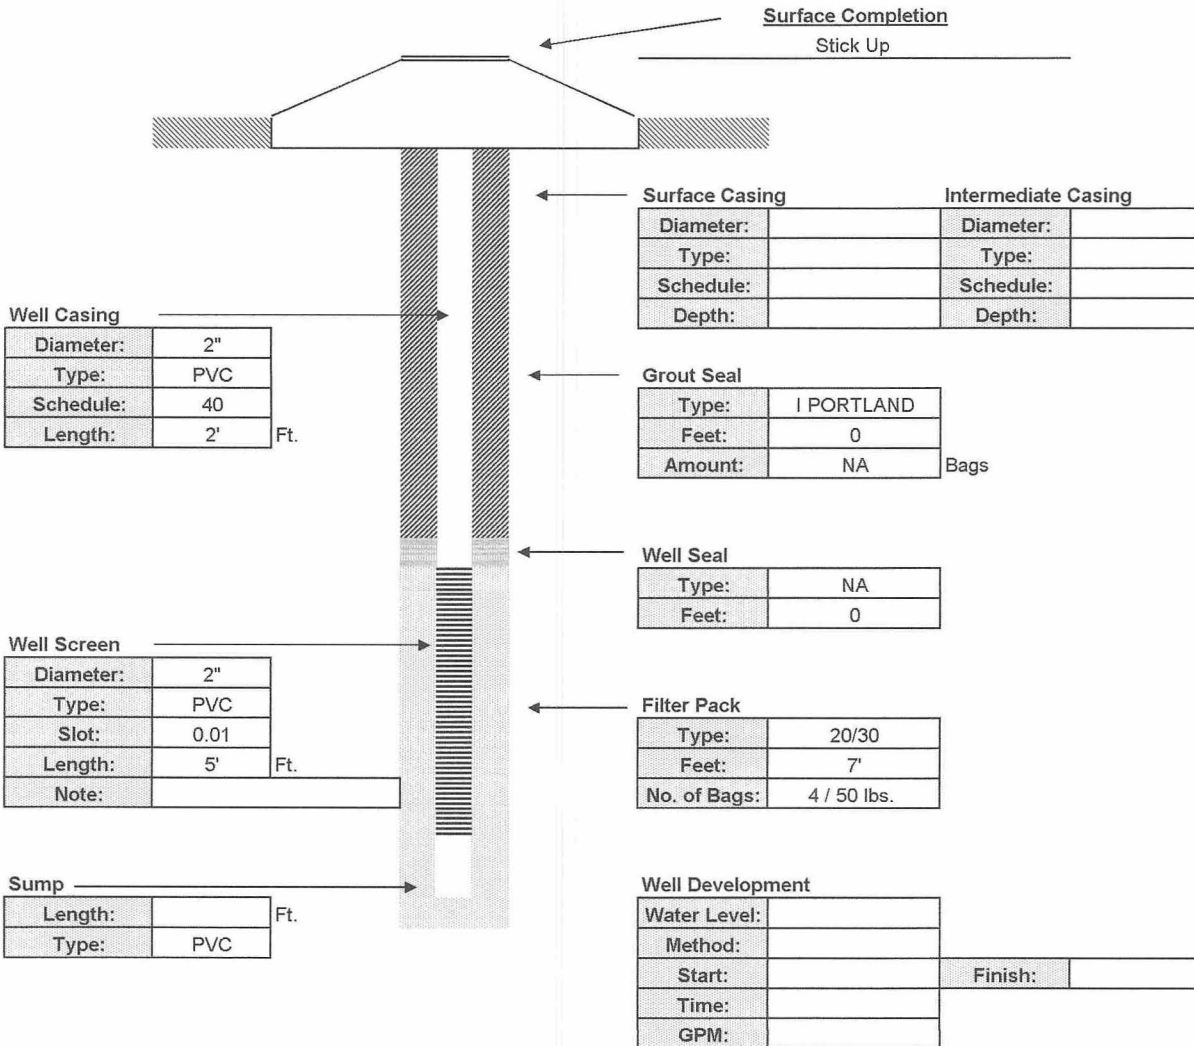 Surface Completion
Stick Up
Surface Casing Intermediate Casing
Diameter: Diameter:
Type: Type:
Schedule: Schedule:
Depth: Depth:
Well Casing
Diameter: 2"
Type: PVC
Schedule: 40
Length: 2' Ft.
Grout Seal
Type: I PORTLAND
Feet: 0
Amount: NA Bags
Well Seal
Type: NA
Feet: 0
Well Screen
Diameter: 2"
Type: PVC
Slot: 0.01
Length: 5' Ft.
Note:
Filter Pack
Type: 20/30
Feet: 7'
No. of Bags: 4 / 50 lbs.
Sump
Length: Ft.
Type: PVC
Well Development
Water Level:
Method:
Start: Finish:
Time:
GPM: